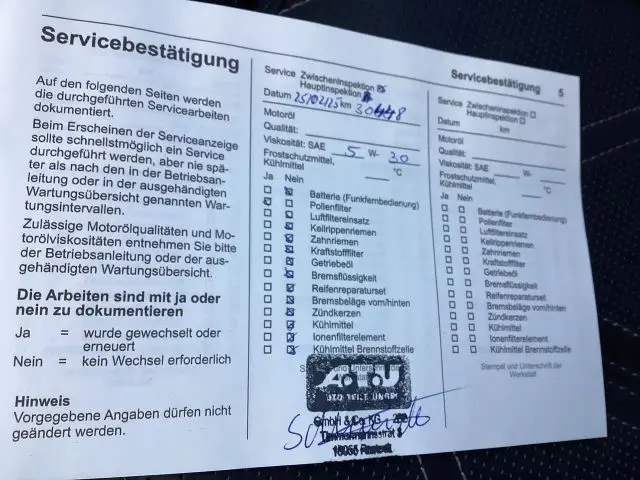 Servicebestätigung
Auf den folgenden Seiten werden
die durchgeführten Servicearbeiten
dokumentiert.
Beim Erscheinen der Serviceanzeige
sollte schnellstmöglich ein Service
durchgeführt werden, aber nie spä-
ter als nach den in der Betriebsan-
leitung oder in der ausgehändigten
Wartungsübersicht genannten War-
tungsintervallen.
Zulässige Motorölqualitäten und Mo-
torölviskositäten entnehmen Sie bitte
der Betriebsanleitung oder der aus-
gehändigten Wartungsübersicht.
Die Arbeiten sind mit ja oder
nein zu dokumentieren
Ja = wurde gewechselt oder
erneuert
Nein = kein Wechsel erforderlich
Hinweis
Vorgegebene Angaben dürfen nicht
geändert werden.
Service Zwischeninspektion
Hauptinspektion
Datum 25/02/25 km
Motoröl
Qualität:
Viskosität: SAE 5 W- 30
Frostschutzmittel,
Kühlmittel °C
Ja Nein
Batterie (Funkfernbedienung)
Pollenfilter
Luftfiltereinsatz
Keilrippenriemen
Zahnriemen
Kraftstofffilter
Getriebeöl
Bremsflüssigkeit
Reifenreparaturset
Bremsbeläge vorn/hinten
Zündkerzen
Kühlmittel
Ionenfilterelement
Kühlmittel Brennstoffzelle
GmbH & Co KG
Servicebestätigung 5
Service Zwischeninspektion
Hauptinspektion
Datum km
Motoröl
Qualität:
Viskosität: SAE W-
Frostschutzmittel,
Kühlmittel °C
Ja Nein
Batterie (Funkfernbedienung)
Pollenfilter
Luftfiltereinsatz
Keilrippenriemen
Zahnriemen
Kraftstofffilter
Getriebeöl
Bremsflüssigkeit
Reifenreparaturset
Bremsbeläge vorn/hinten
Zündkerzen
Kühlmittel
Ionenfilterelement
Kühlmittel Brennstoffzelle
Stempel und Unterschrift der
Werkstatt